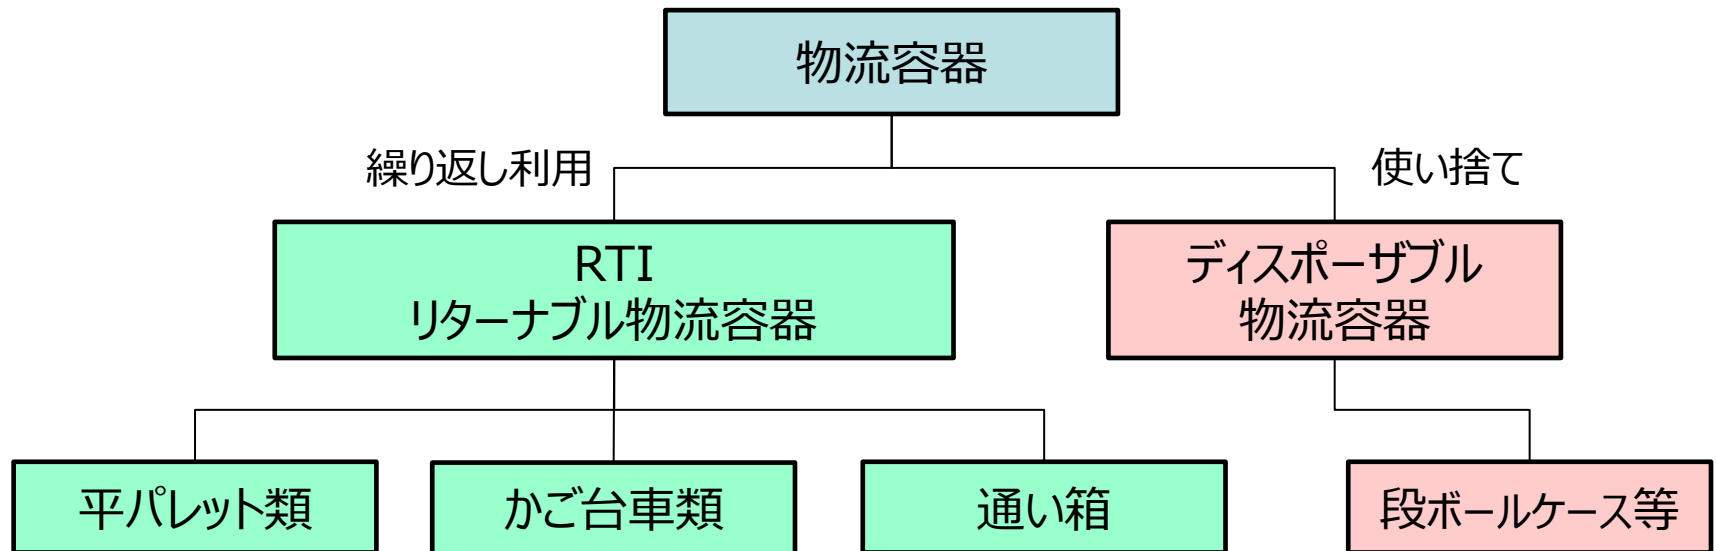 物流容器
繰り返し利用
使い捨て
RTI
リターナブル物流容器
ディスポーザブル
物流容器
平パレット類
かご台車類
通い箱
段ボールケース等